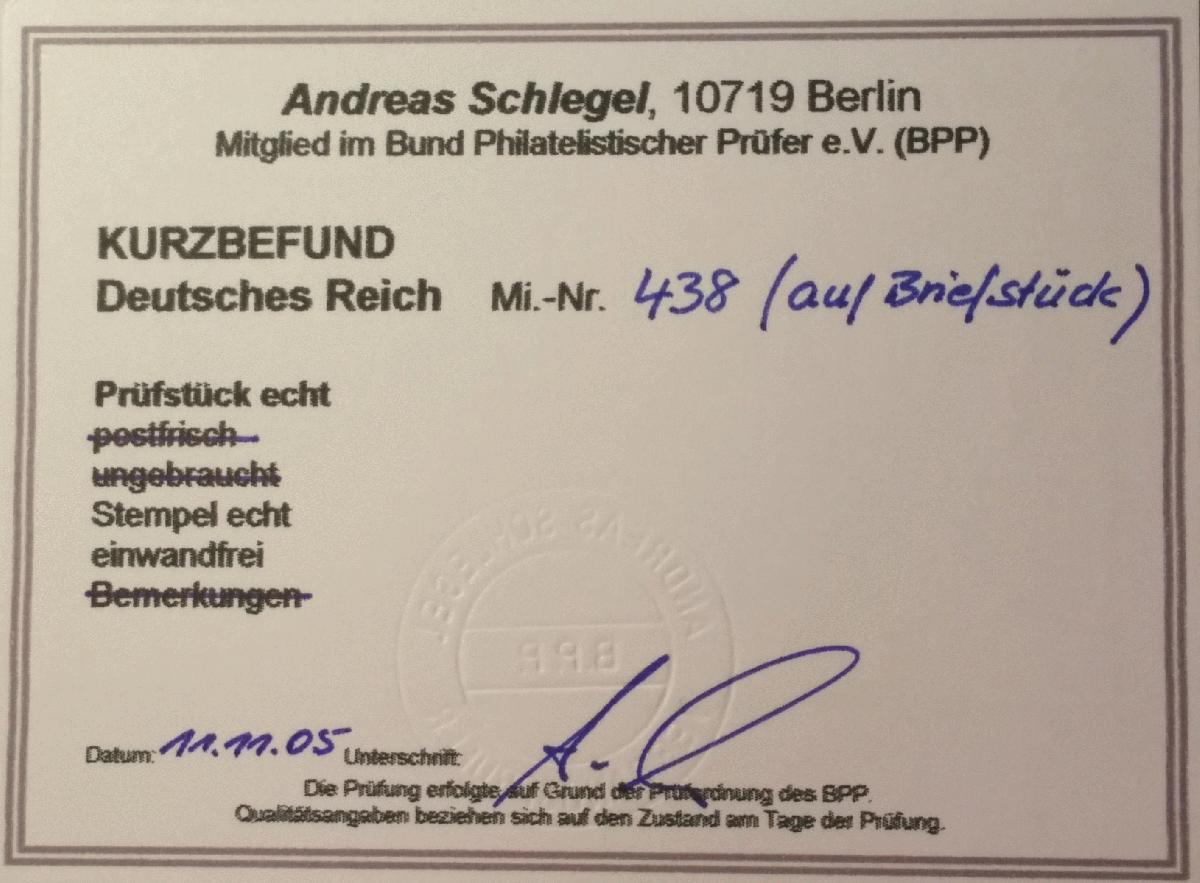 Andreas Schlegel, 10719 Berlin
Mitglied im Bund Philatelistischer Prüfer e.V. (BPP)
KURZBEFUND
Deutsches Reich Mi.-Nr. 438 (auf Briefstück)
Prüfstück echt
postfrisch
ungebraucht
Stempel echt
einwandfrei
Bemerkungen
ANDREAS SCHLEGEL
B.P.P.
Datum: 11.11.05 Unterschrift:
Die Prüfung erfolgte auf Grund der Prüfordnung des BPP.
Qualitätsangaben beziehen sich auf den Zustand am Tage der Prüfung.